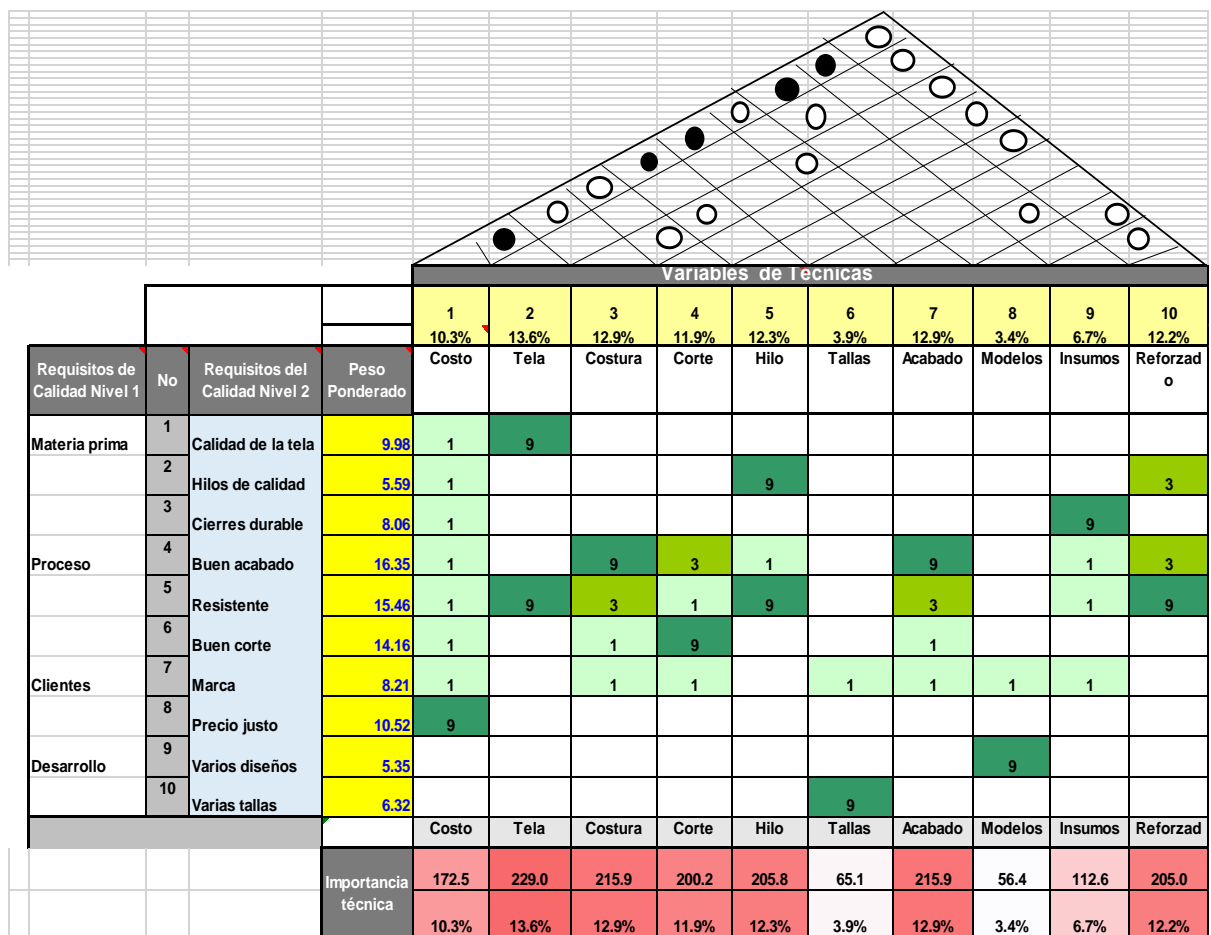 Variables de Técnicas
1 2 3 4 5 6 7 8 9 10
10.3% 13.6% 12.9% 11.9% 12.3% 3.9% 12.9% 3.4% 6.7% 12.2%
Requisitos de Calidad Nivel 1 No Requisitos del Calidad Nivel 2 Peso Ponderado Costo Tela Costura Corte Hilo Tallas Acabado Modelos Insumos Reforzado
Materia prima 1 Calidad de la tela 9.98 1 9
2 Hilos de calidad 5.59 1 9 3
3 Cierres durable 8.06 1 9
Proceso 4 Buen acabado 16.35 1 9 3 1 9 1 3
5 Resistente 15.46 1 9 3 1 9 3 1 9
6 Buen corte 14.16 1 1 9 1
Clientes 7 Marca 8.21 1 1 1 1 1 1 1
8 Precio justo 10.52 9
Desarrollo 9 Varios diseños 5.35 9
10 Varias tallas 6.32 9
Costo Tela Costura Corte Hilo Tallas Acabado Modelos Insumos Reforzad
Importancia técnica 172.5 229.0 215.9 200.2 205.8 65.1 215.9 56.4 112.6 205.0
10.3% 13.6% 12.9% 11.9% 12.3% 3.9% 12.9% 3.4% 6.7% 12.2%